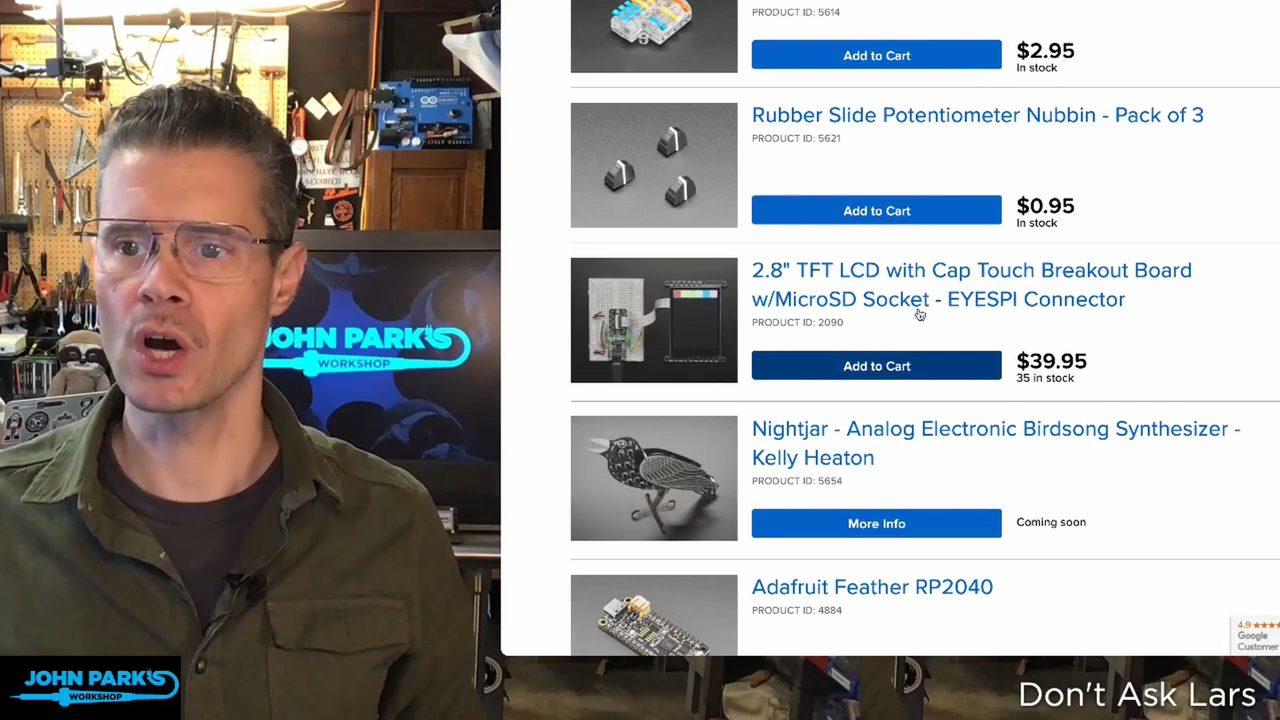 PRODUCT ID: 5614
Add to Cart
$2.95
In stock
Rubber Slide Potentiometer Nubbin - Pack of 3
PRODUCT ID: 5621
Add to Cart
$0.95
In stock
2.8" TFT LCD with Cap Touch Breakout Board
w/MicroSD Socket - EYESPI Connector
PRODUCT ID: 2090
Add to Cart
$39.95
35 in stock
Nightjar - Analog Electronic Birdsong Synthesizer -
Kelly Heaton
PRODUCT ID: 5654
More Info
Coming soon
Adafruit Feather RP2040
PRODUCT ID: 4884
4.9
Google
Customer
JOHN PARK'S
WORKSHOP
JOHN PARK'S
WORKSHOP
Don't Ask Lars